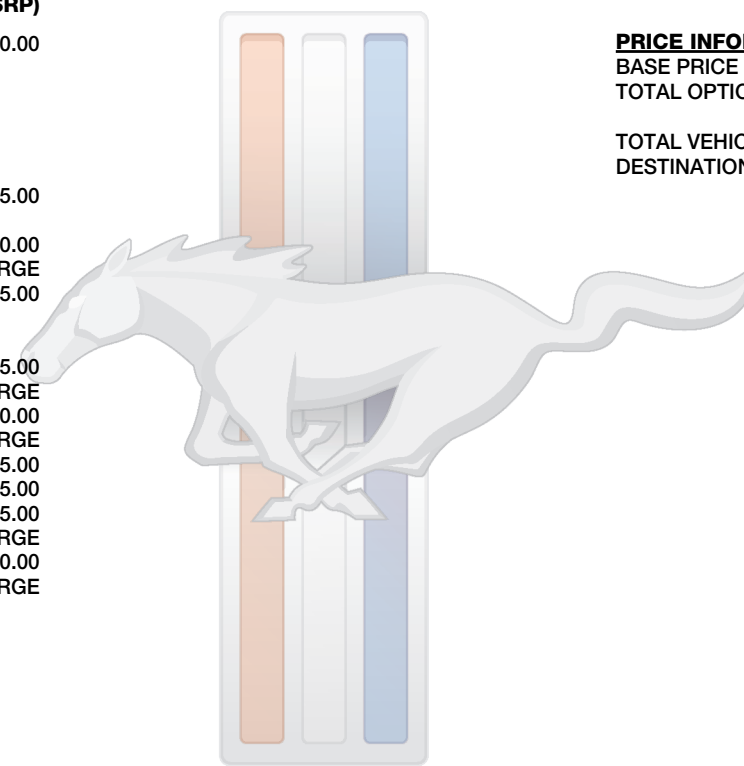 SRP)
0.00
5.00
0.00
RGE
5.00
5.00
RGE
0.00
RGE
5.00
5.00
5.00
RGE
0.00
RGE
PRICE INFO
BASE PRICE
TOTAL OPTIO
TOTAL VEHIC
DESTINATION